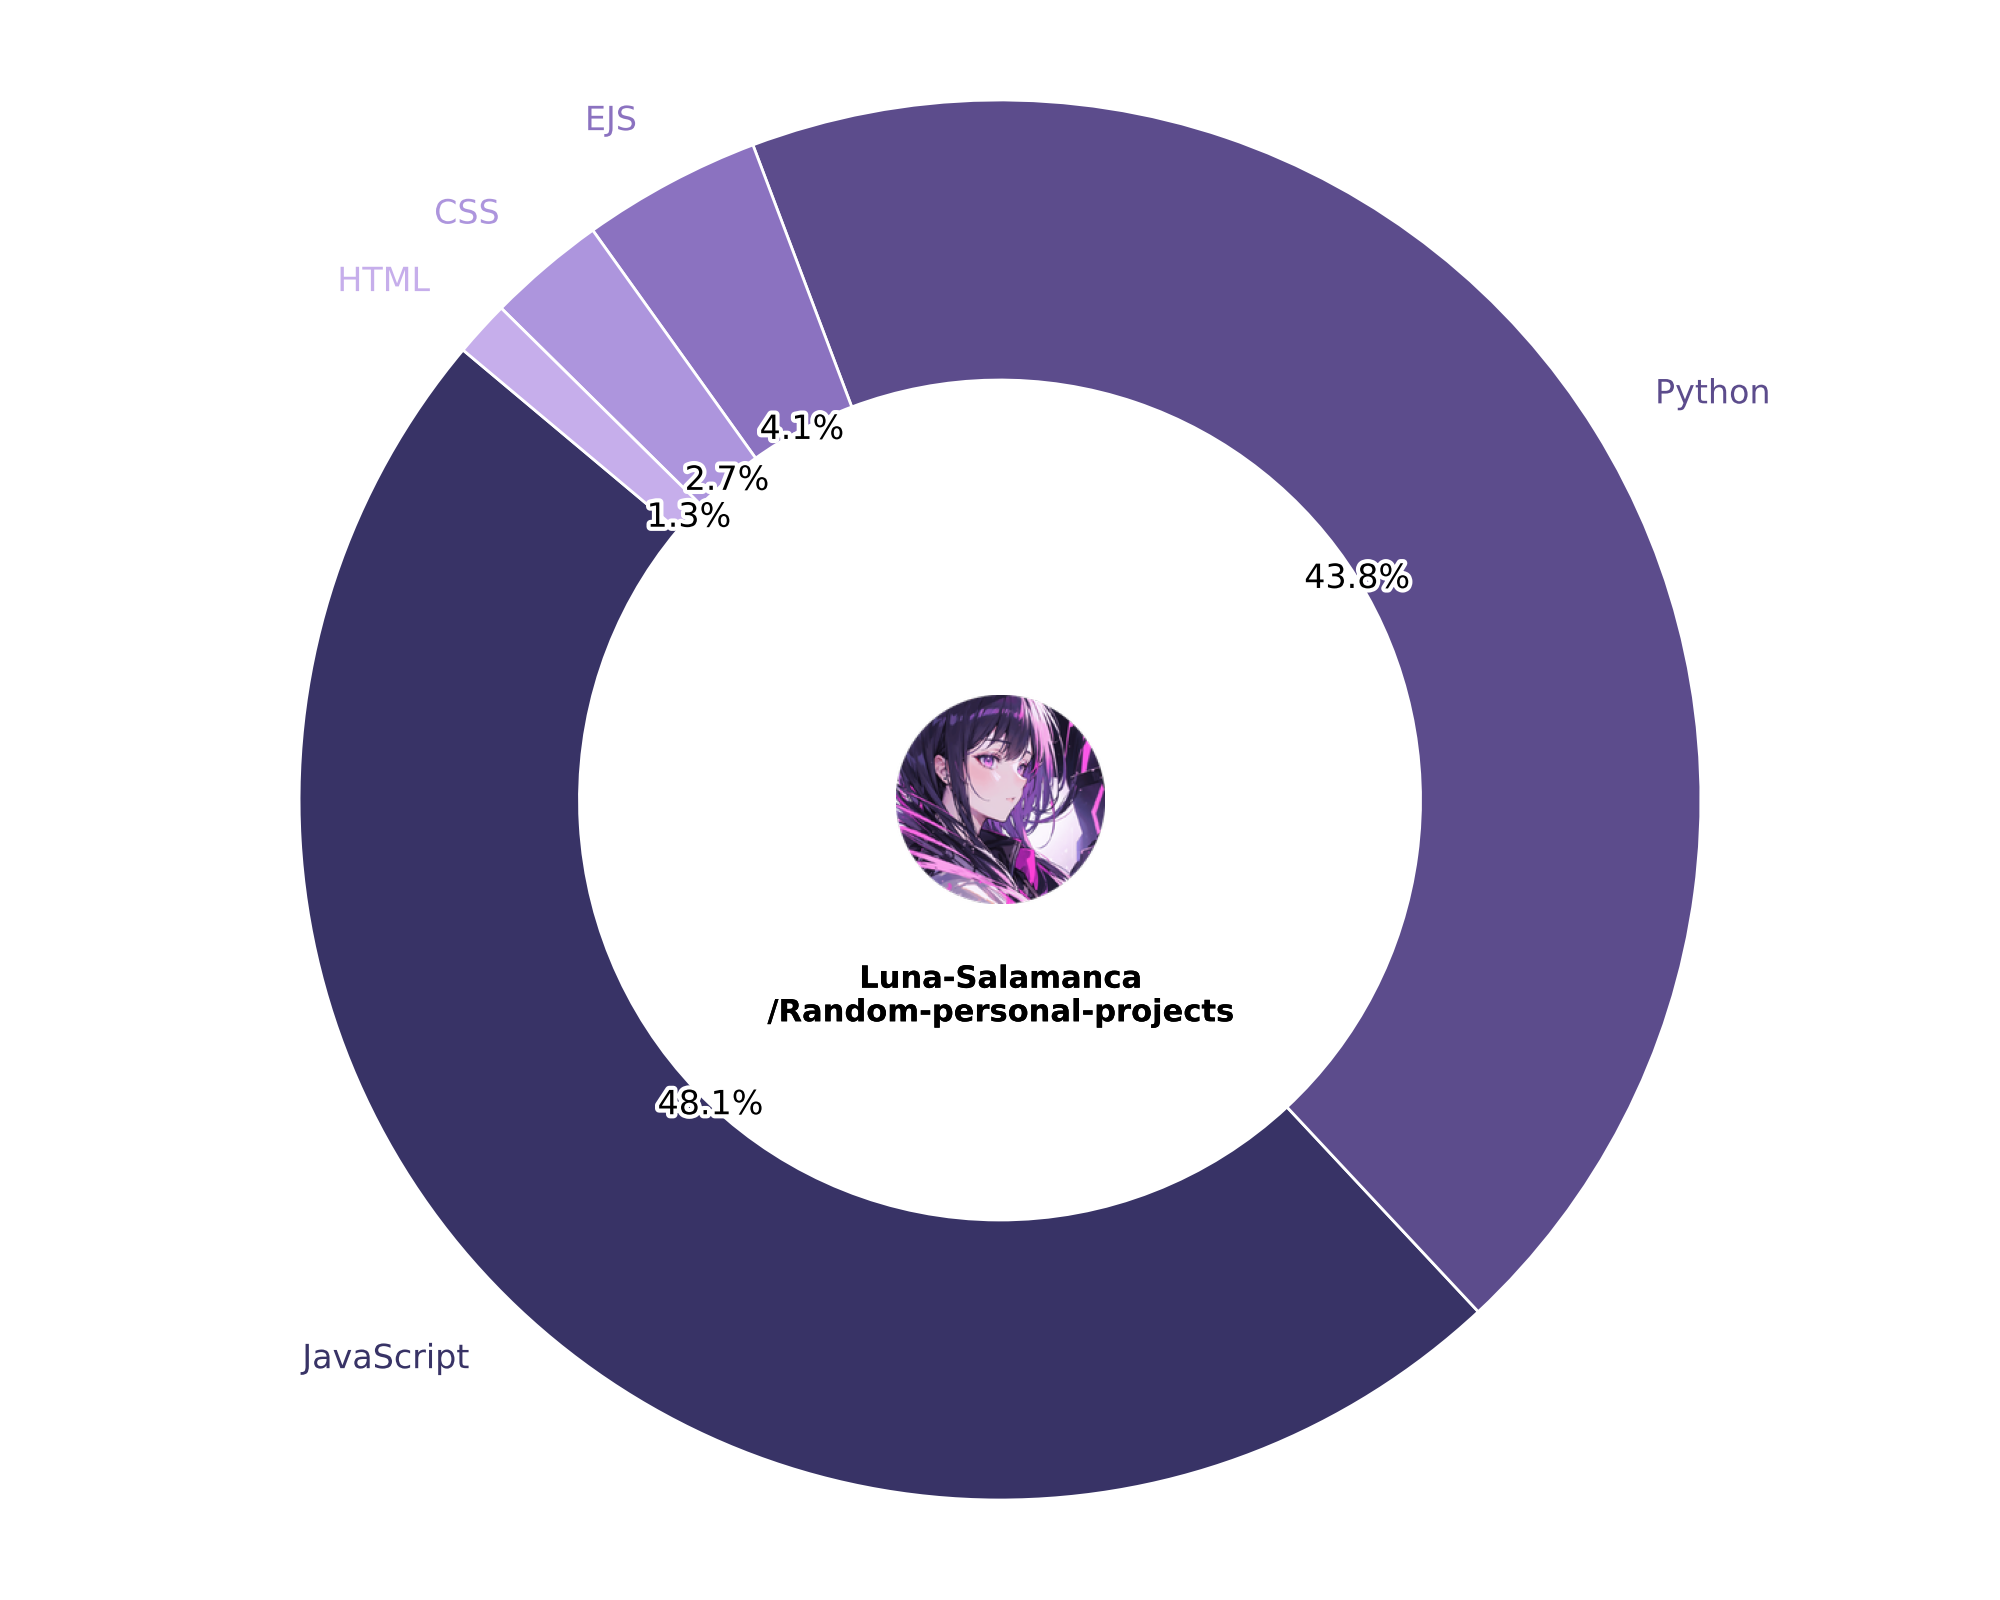 EJS
CSS
HTML
Python
4.1%
2.7%
1.3%
43.8%
Luna-Salamanca
/Random-personal-projects
48.1%
JavaScript